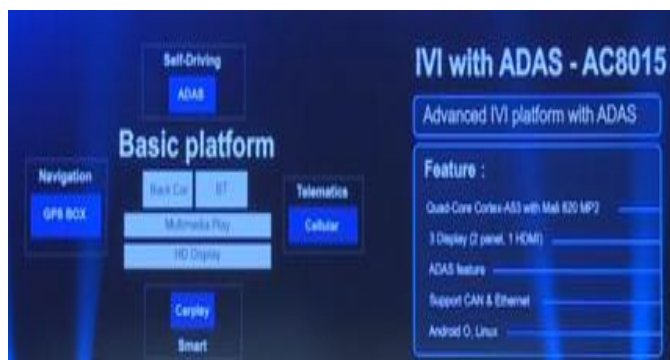 Self-Driving
ADAS
Basic platform
Navigation
GPS BOX
Back Car
BT
Multimedia Play
HD Display
Telematics
Cellular
Carplay
Smart
IVI with ADAS - AC8015
Advanced IVI platform with ADAS
Feature :
Quad-Core Cortex-A53 with Mali 820 MP2
3 Display (2 panel, 1 HDMI)
ADAS feature
Support CAN & Ethernet
Android O, Linux